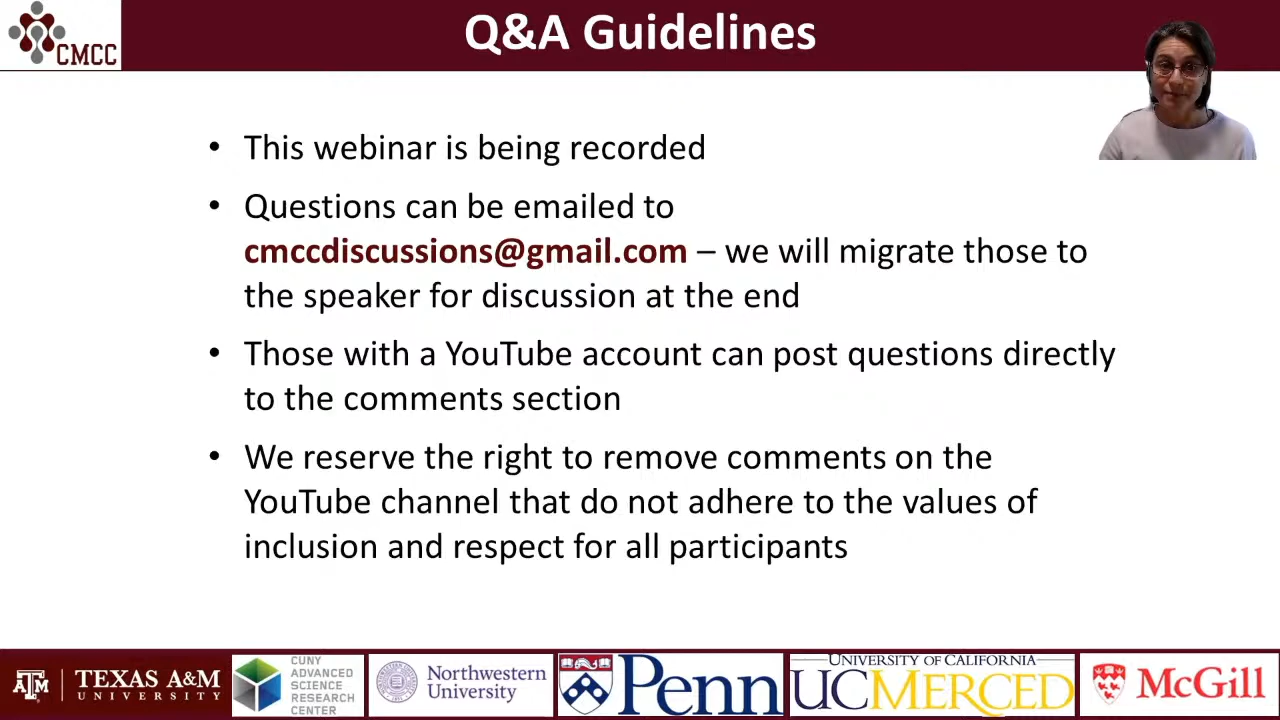 CMCC
Q&A Guidelines
• This webinar is being recorded
• Questions can be emailed to
cmccdiscussions@gmail.com – we will migrate those to
the speaker for discussion at the end
• Those with a YouTube account can post questions directly
to the comments section
• We reserve the right to remove comments on the
YouTube channel that do not adhere to the values of
inclusion and respect for all participants
ATM
TEXAS A&M
UNIVERSITY
CUNY
ADVANCED
SCIENCE
RESEARCH
CENTER
Northwestern
University
Penn
UNIVERSITY OF CALIFORNIA
UCMERCED
McGill